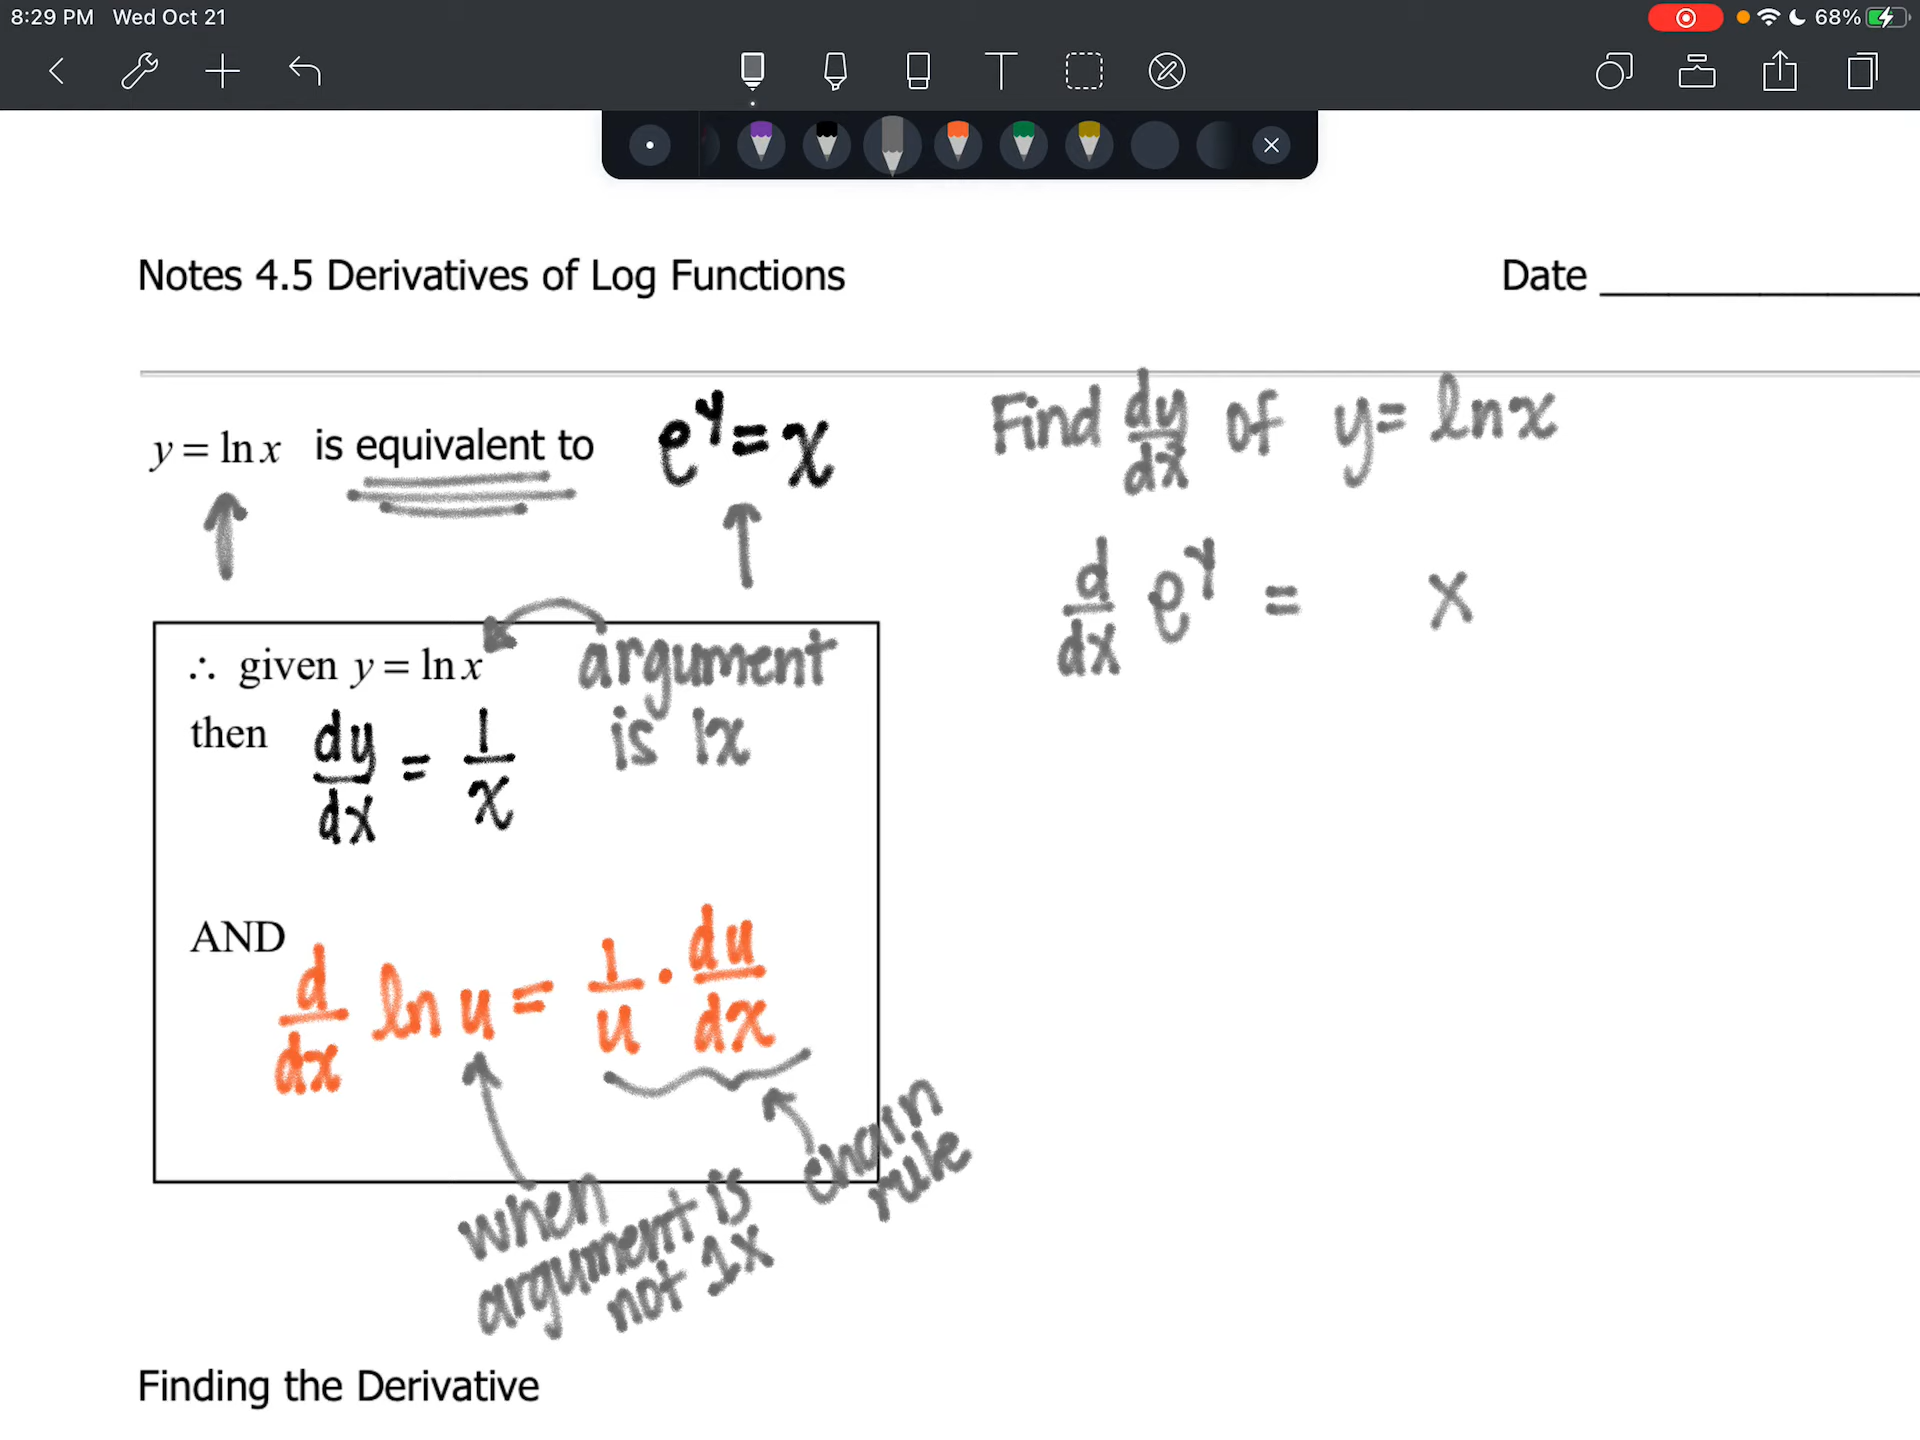 8:29 PM Wed Oct 21 68%
Notes 4.5 Derivatives of Log Functions Date
y = ln x is equivalent to e^y = x
Find dy/dx of y = ln x
d/dx e^y = x
∴ given y = ln x
argument
is 1x
then dy/dx = 1/x
AND
d/dx ln u = 1/u · du/dx
chain
rule
when
argument is
not 1x
Finding the Derivative